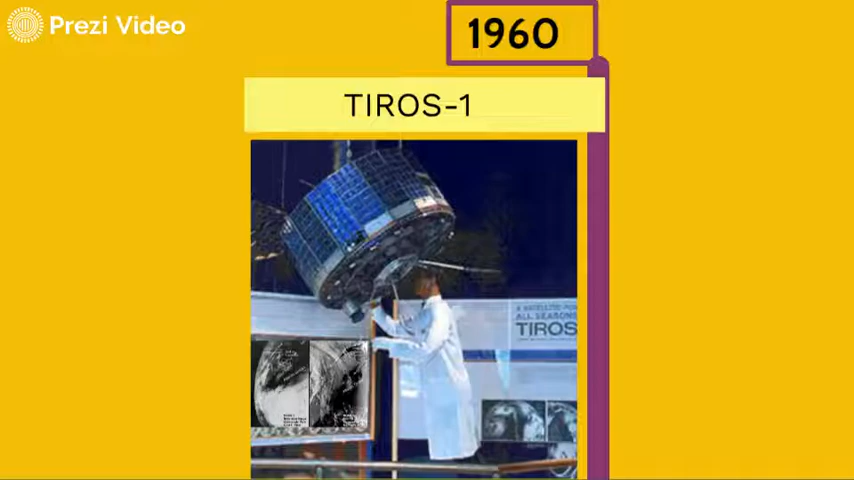 Prezi Video
1960
TIROS-1
A SATELLITE FOR
ALL SEASONS
TIROS